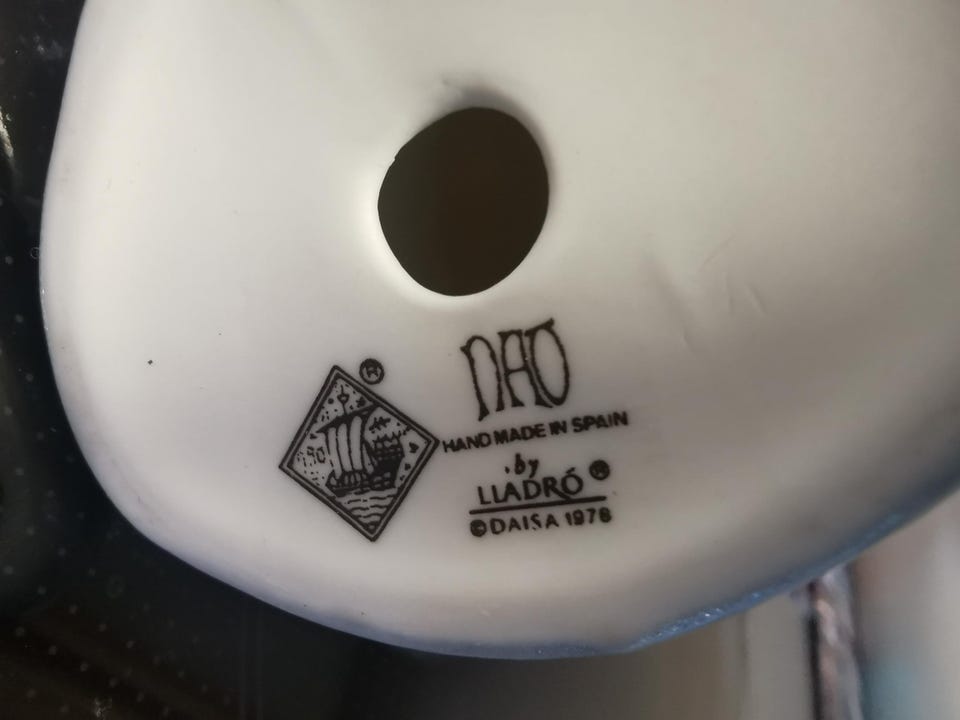 ®
NAO
HAND MADE IN SPAIN
by
LLADRÓ ®
© DAISA 1978